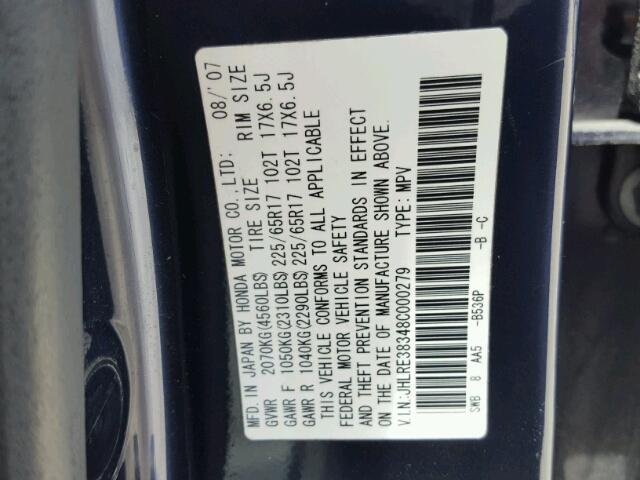 MFD. IN JAPAN BY HONDA MOTOR CO., LTD: 08/'07
GVWR 2070KG(4560LBS) TIRE SIZE RIM SIZE
GAWR F 1050KG(2310LBS) 225/65R17 102T 17X6.5J
GAWR R 1040KG(2290LBS) 225/65R17 102T 17X6.5J
THIS VEHICLE CONFORMS TO ALL APPLICABLE
FEDERAL MOTOR VEHICLE SAFETY
AND THEFT PREVENTION STANDARDS IN EFFECT
ON THE DATE OF MANUFACTURE SHOWN ABOVE.
V.I.N:JHLRE38348C000279 TYPE: MPV
SWB 8 AA5 -B536P -B -C